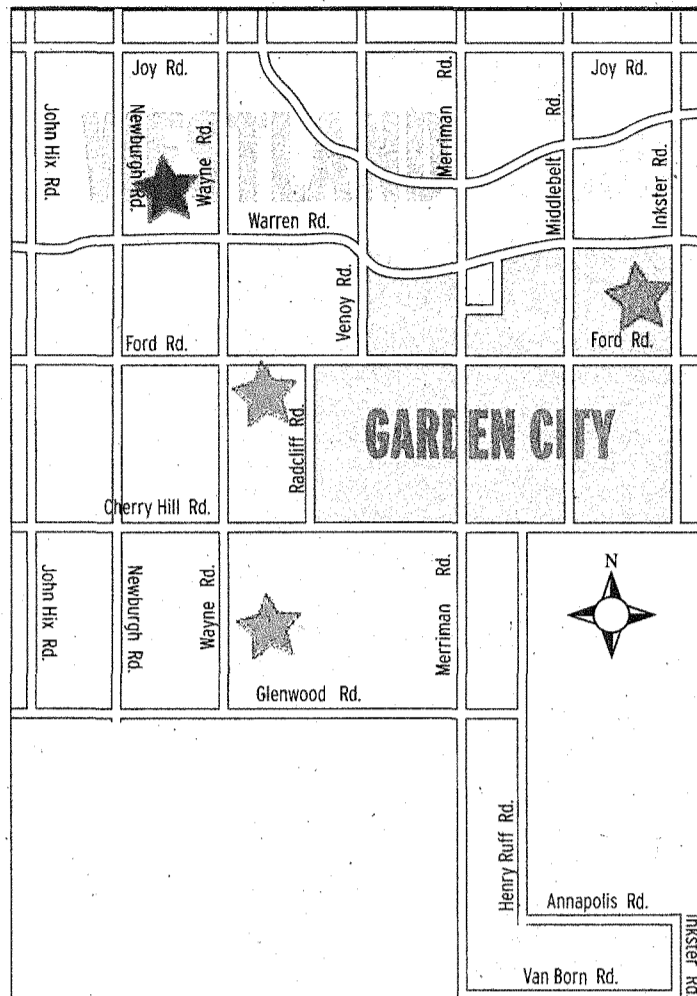 Joy Rd.
Joy Rd.
John Hix Rd.
Newburgh Rd.
Wayne Rd.
Merriman Rd.
Middlebelt Rd.
Inkster Rd.
WESTLAND
Warren Rd.
Venoy Rd.
Ford Rd.
Ford Rd.
Radcliff Rd
GARDEN CITY
Cherry Hill Rd.
John Hix Rd.
Newburgh Rd.
Wayne Rd.
Merriman Rd.
N
Glenwood Rd.
Henry Ruff Rd.
Annapolis Rd.
Inkster Rd.
Van Born Rd.